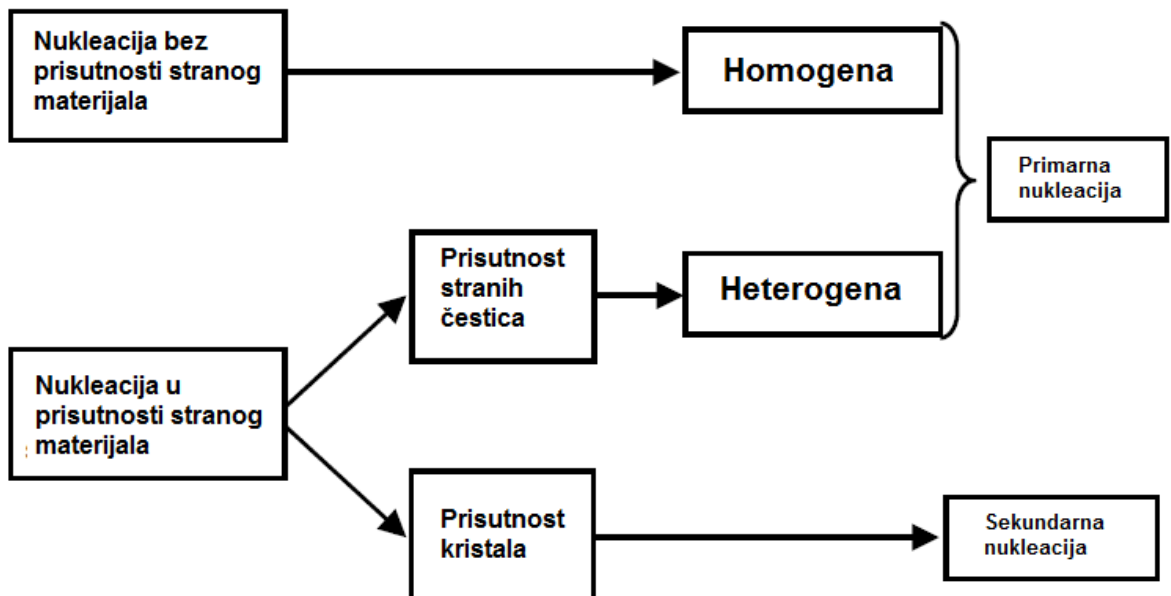 Nukleacija bez
prisutnosti stranog
materijala
Homogena
Primarna
nukleacija
Prisutnost
stranih
čestica
Heterogena
Nukleacija u
prisutnosti stranog
materijala
Prisutnost
kristala
Sekundarna
nukleacija